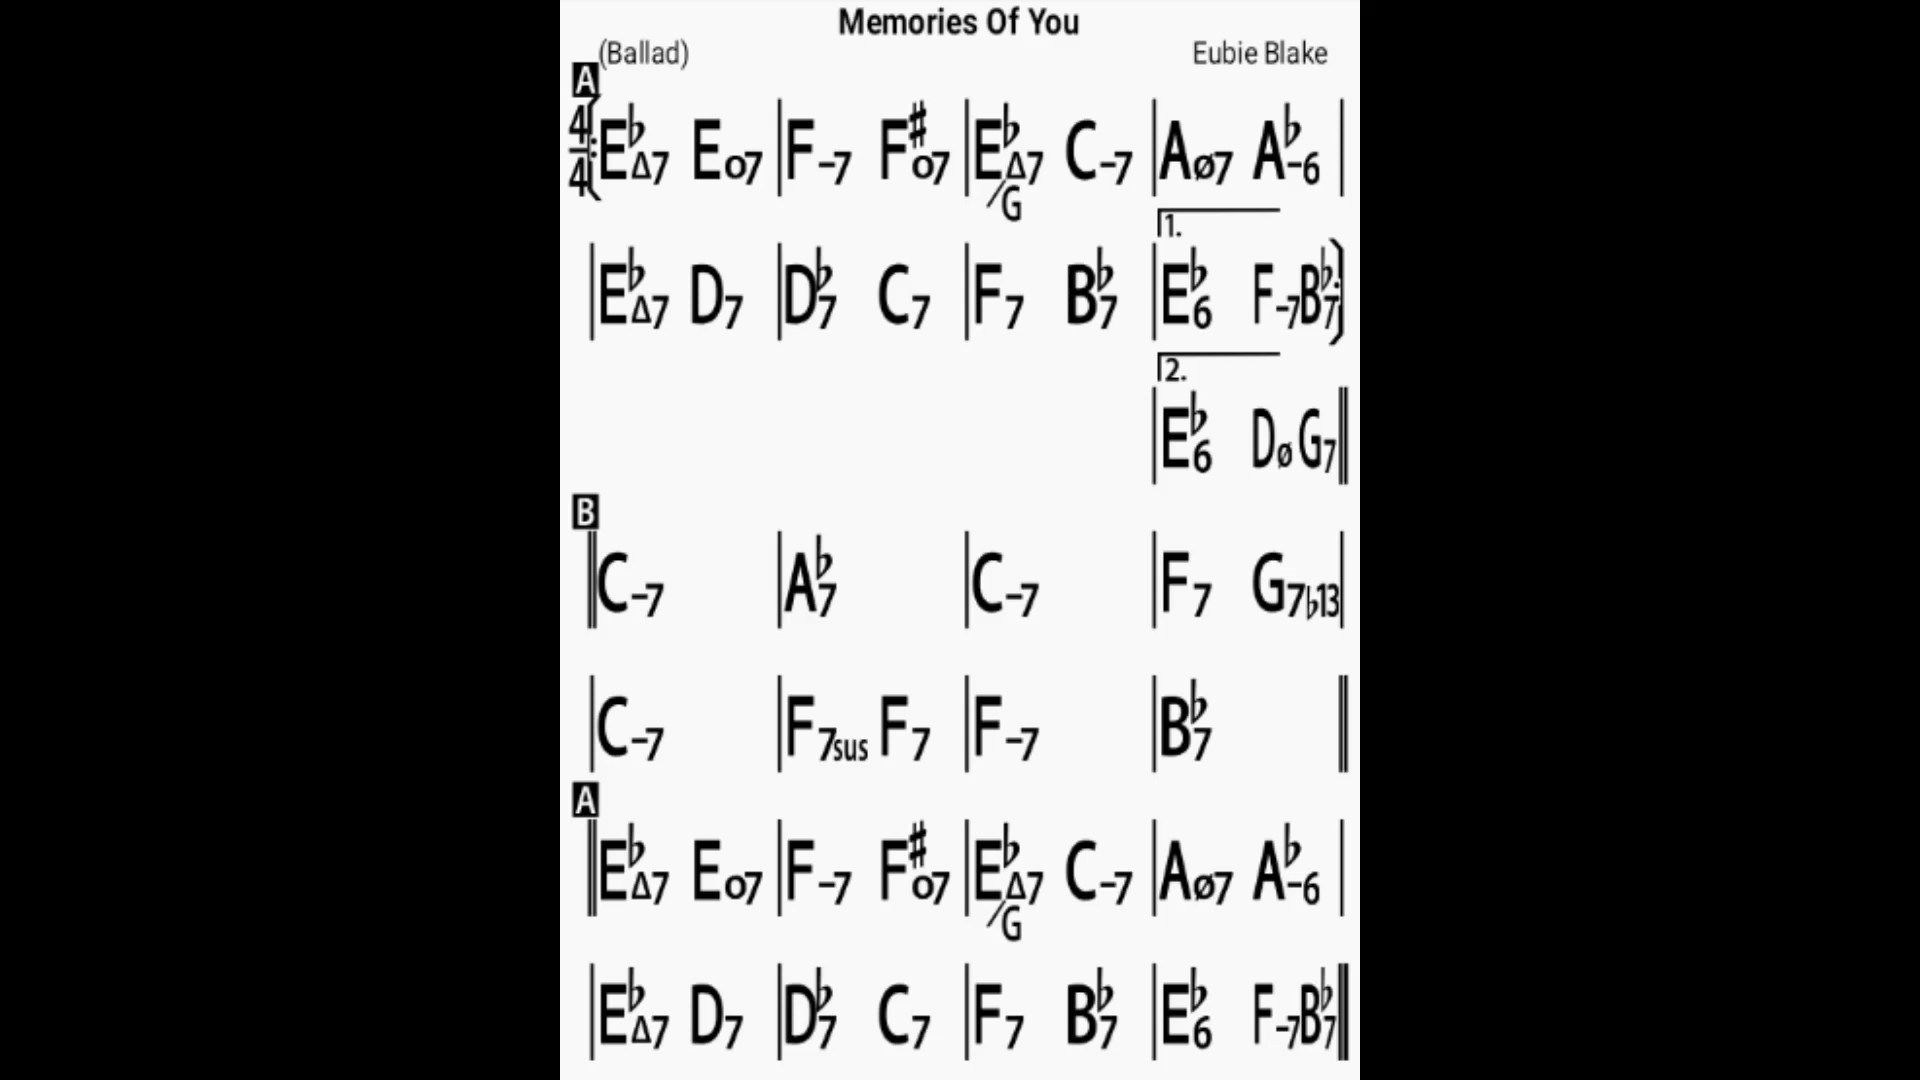 Memories Of You
(Ballad) Eubie Blake
A
4/4 E♭Δ7 Eo7 F-7 F♯o7 E♭Δ7/G C-7 Aø7 A♭-6
1.
E♭Δ7 D7 D♭7 C7 F7 B♭7 E♭6 F-7 B♭7
2.
E♭6 Dø G7
B
C-7 A♭7 C-7 F7 G7♭13
C-7 F7sus F7 F-7 B♭7
A
E♭Δ7 Eo7 F-7 F♯o7 E♭Δ7/G C-7 Aø7 A♭-6
E♭Δ7 D7 D♭7 C7 F7 B♭7 E♭6 F-7 B♭7